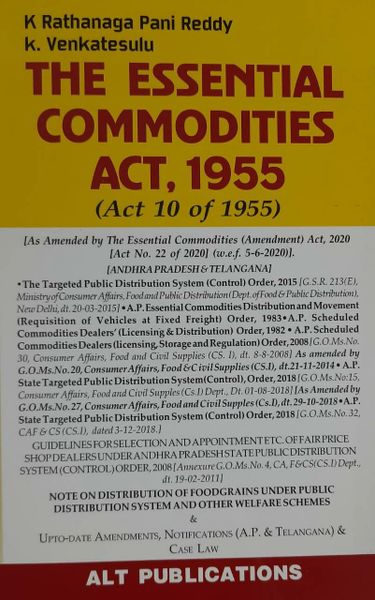 K Rathanaga Pani Reddy
K. Venkatesulu
THE ESSENTIAL
COMMODITIES
ACT, 1955
(Act 10 of 1955)
[As Amended by The Essential Commodities (Amendment) Act, 2020
[Act No. 22 of 2020] (w.e.f. 5-6-2020)].
[ANDHRA PRADESH & TELANGANA]
• The Targeted Public Distribution System (Control) Order, 2015 [G.S.R. 213(E),
Ministry of Consumer Affairs, Food and Public Distribution (Dept. of Food & Public Distribution),
New Delhi, dt. 20-03-2015] • A.P. Essential Commodities Distribution and Movement
(Requisition of Vehicles at Fixed Freight) Order, 1983 • A.P. Scheduled
Commodities Dealers' (Licensing & Distribution) Order, 1982 • A.P. Scheduled
Commodities Dealers (licensing, Storage and Regulation) Order, 2008 [G.O.Ms.No.
30, Consumer Affairs, Food and Civil Supplies (CS. I), dt. 8-8-2008] As amended by
G.O.Ms.No.20, Consumer Affairs, Food & Civil Supplies (CS. I), dt.21-11-2014 • A.P.
State Targeted Public Distribution System (Control), Order, 2018 [G.O.Ms.No.15,
Consumer Affairs, Food and Civil Supplies (Cs.I) Dept., Dt. 01-08-2018] [As Amended by
G.O.Ms.No.27, Consumer Affairs, Food and Civil Supplies (Cs.I), dt.29-10-2018 • A.P.
State Targeted Public Distribution System (Control) Order, 2018 [G.O.Ms.No.32,
CAF & CS (CS.I), dated 3-12-2018.]
GUIDELINES FOR SELECTION AND APPOINTMENT ETC. OF FAIR PRICE
SHOP DEALERS UNDER ANDHRA PRADESH STATE PUBLIC DISTRIBUTION
SYSTEM (CONTROL) ORDER, 2008 [Annexure G.O.Ms.No. 4, CA, F&CS(CS.I) Dept.,
dt. 19-02-2011]
NOTE ON DISTRIBUTION OF FOODGRAINS UNDER PUBLIC
DISTRIBUTION SYSTEM AND OTHER WELFARE SCHEMES
&
UPTO-DATE AMENDMENTS, NOTIFICATIONS (A.P. & TELANGANA) &
CASE LAW
ALT PUBLICATIONS